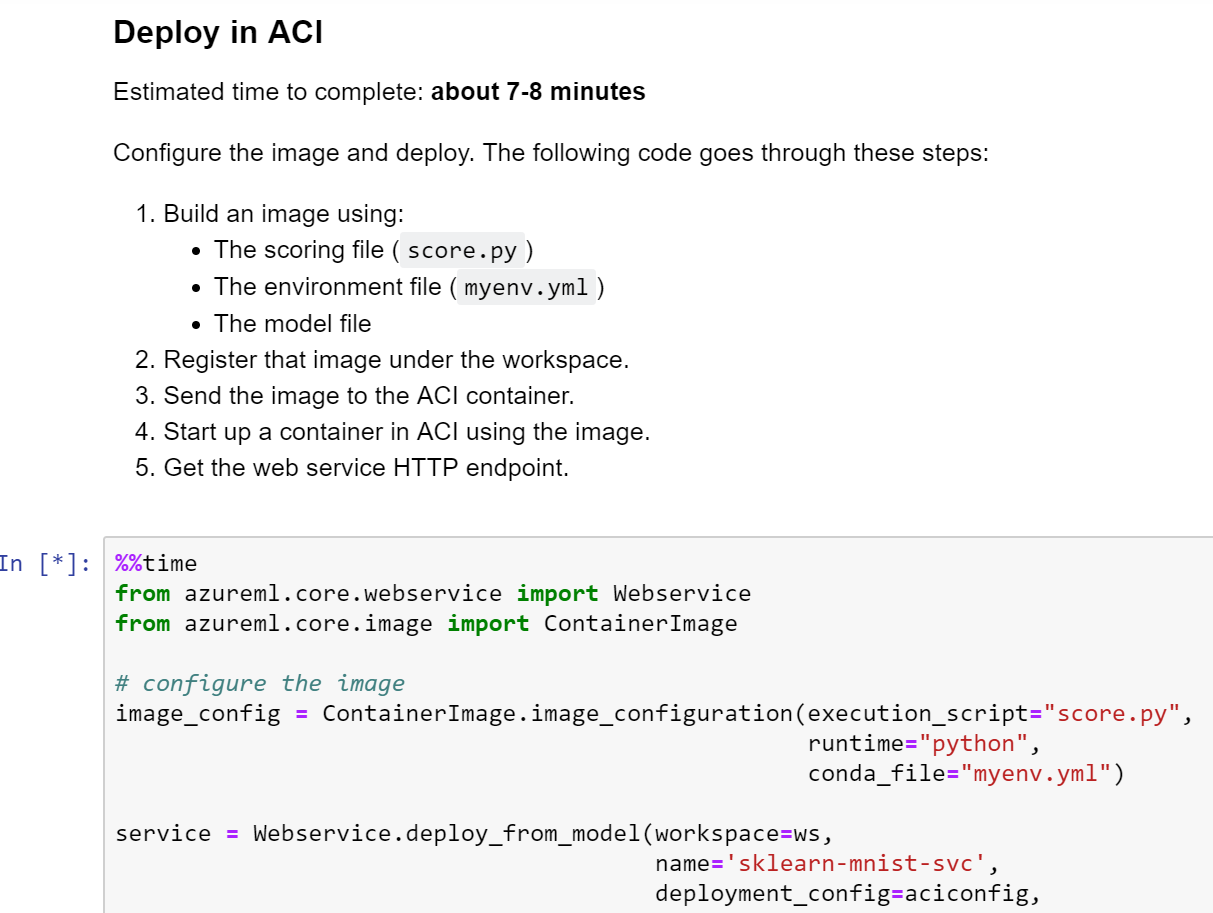 Deploy in ACI
Estimated time to complete: about 7-8 minutes
Configure the image and deploy. The following code goes through these steps:
1. Build an image using:
• The scoring file ( score.py )
• The environment file ( myenv.yml )
• The model file
2. Register that image under the workspace.
3. Send the image to the ACI container.
4. Start up a container in ACI using the image.
5. Get the web service HTTP endpoint.
In [*]:
%%time
from azureml.core.webservice import Webservice
from azureml.core.image import ContainerImage
# configure the image
image_config = ContainerImage.image_configuration(execution_script="score.py",
runtime="python",
conda_file="myenv.yml")
service = Webservice.deploy_from_model(workspace=ws,
name='sklearn-mnist-svc',
deployment_config=aciconfig,